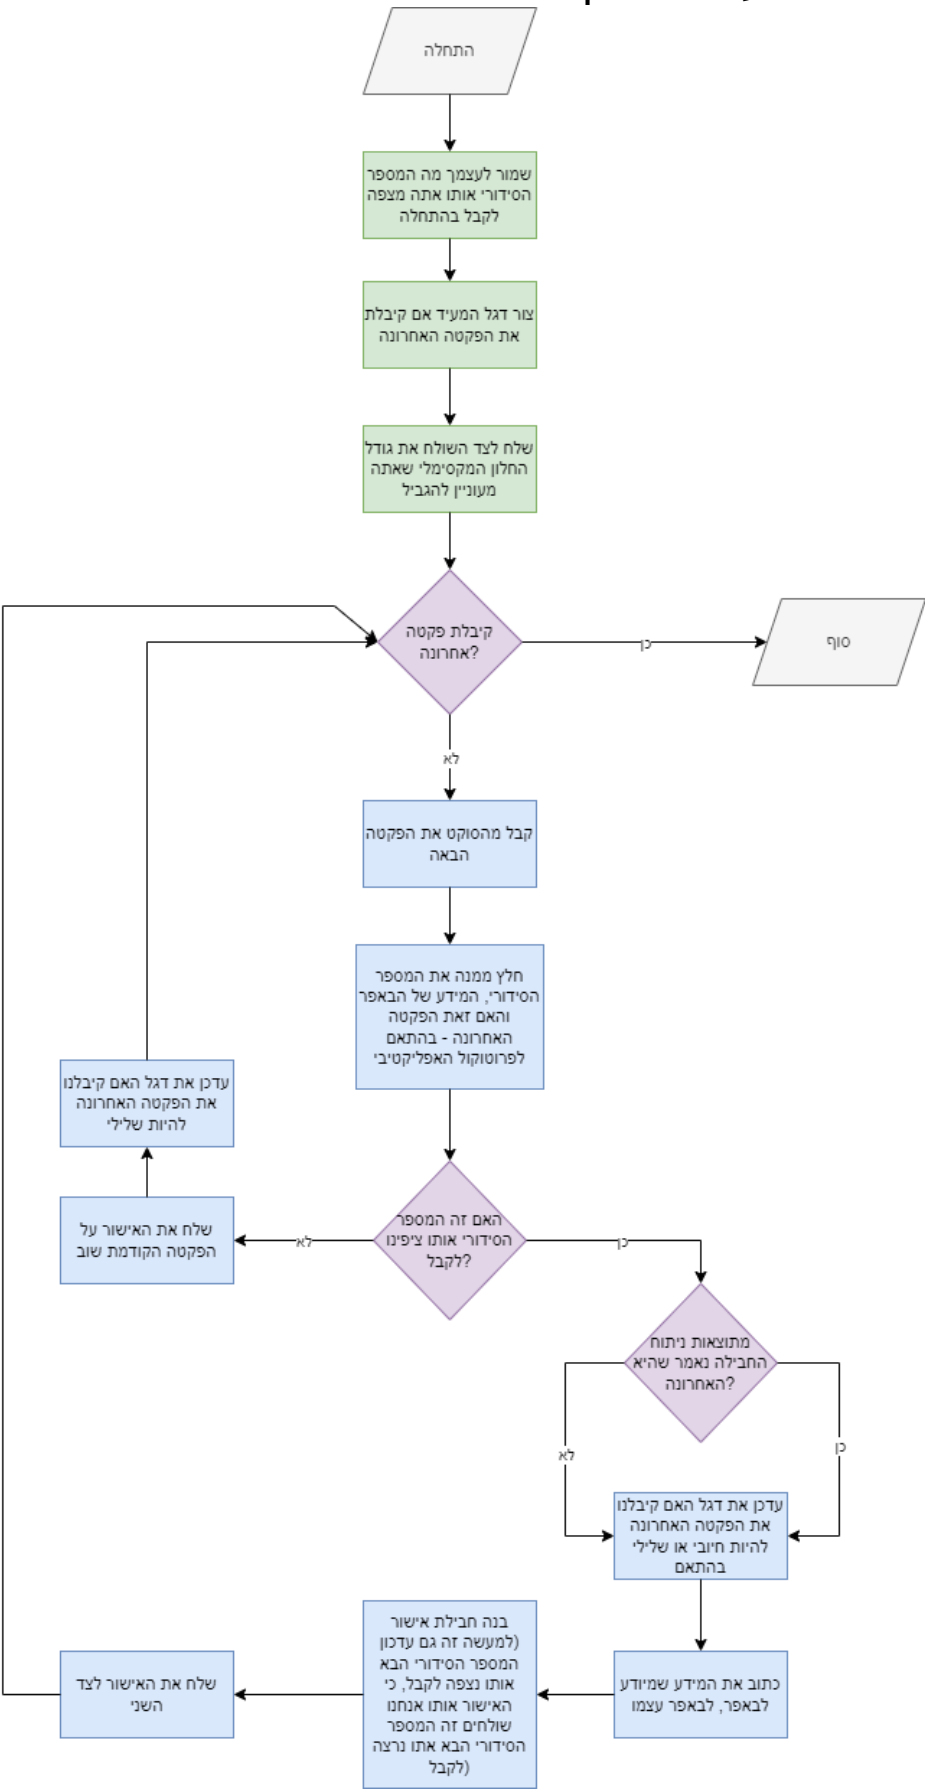 התחלה
שמור לעצמך מה המספר
הסידורי אותו אתה מצפה
לקבל בהתחלה
צור דגל המעיד אם קיבלת
את הפקטה האחרונה
שלח לצד השולח את גודל
החלון המקסימלי שאתה
מעוניין להגביל
קיבלת פקטה
אחרונה?
כן
סוף
לא
קבל מהסוקט את הפקטה
הבאה
חלץ ממנה את המספר
הסידורי, המידע של הבאפר
והאם זאת הפקטה
האחרונה - בהתאם
לפרוטוקול האפליקטיבי
עדכן את דגל האם קיבלנו
את הפקטה האחרונה
להיות שלילי
האם זה המספר
הסידורי אותו ציפינו
לקבל?
כן
לא
שלח את האישור על
הפקטה הקודמת שוב
מתוצאות ניתוח
החבילה נאמר שהיא
האחרונה?
כן
לא
עדכן את דגל האם קיבלנו
את הפקטה האחרונה
להיות חיובי או שלילי
בהתאם
כתוב את המידע שמיודע
לבאפר, לבאפר עצמו
בנה חבילת אישור
(למעשה זה גם עדכון
המספר הסידורי הבא
אותו נצפה לקבל, כי
האישור אותו אנחנו
שולחים זה המספר
הסידורי הבא אתו נרצה
לקבל)
שלח את האישור לצד
השני